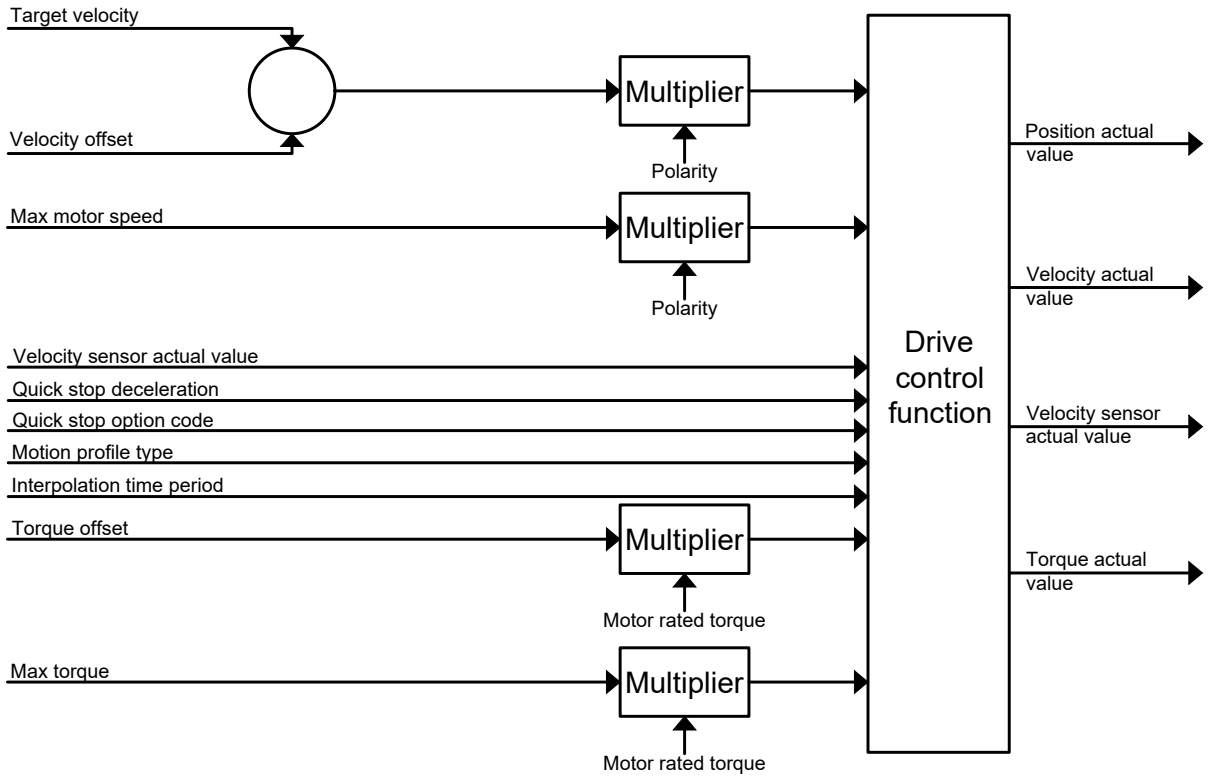 Target velocity
Velocity offset
Multiplier
Polarity
Max motor speed
Multiplier
Polarity
Velocity sensor actual value
Quick stop deceleration
Quick stop option code
Motion profile type
Interpolation time period
Torque offset
Multiplier
Motor rated torque
Max torque
Multiplier
Motor rated torque
Drive
control
function
Position actual
value
Velocity actual
value
Velocity sensor
actual value
Torque actual
value